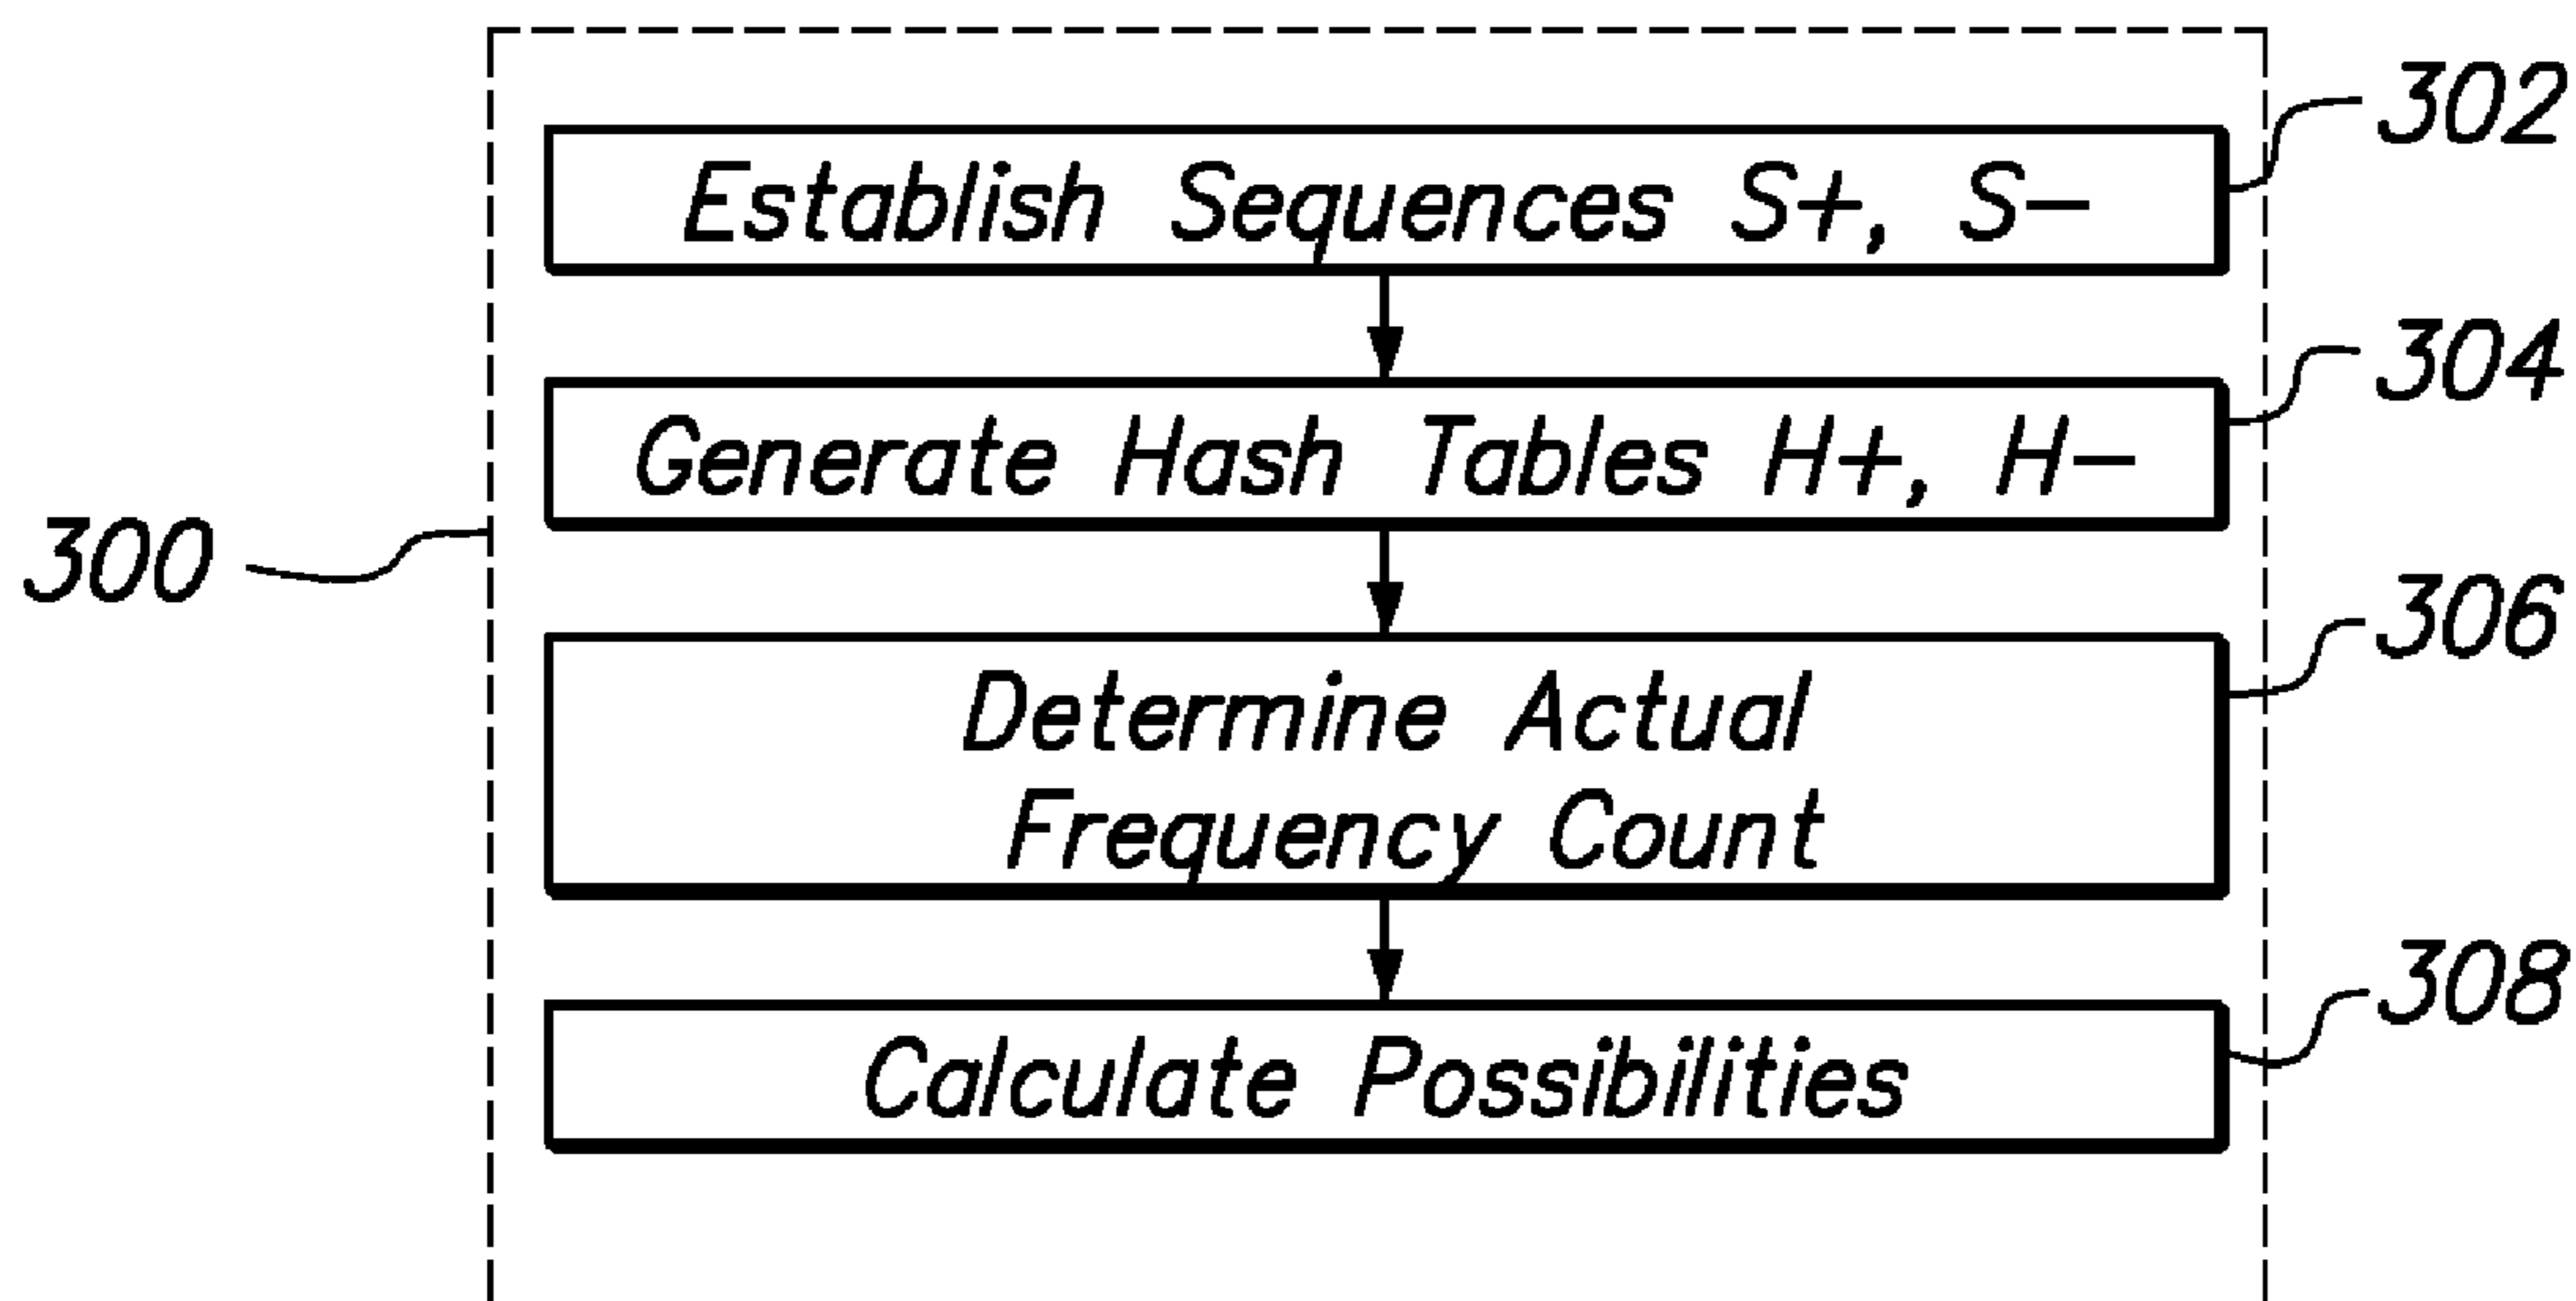 302
Establish Sequences S+, S−
304
Generate Hash Tables H+, H−
300
306
Determine Actual
Frequency Count
308
Calculate Possibilities